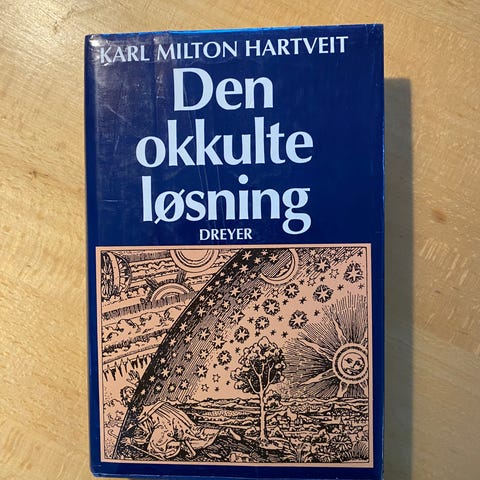 KARL MILTON HARTVEIT
Den
okkulte
løsning
DREYER